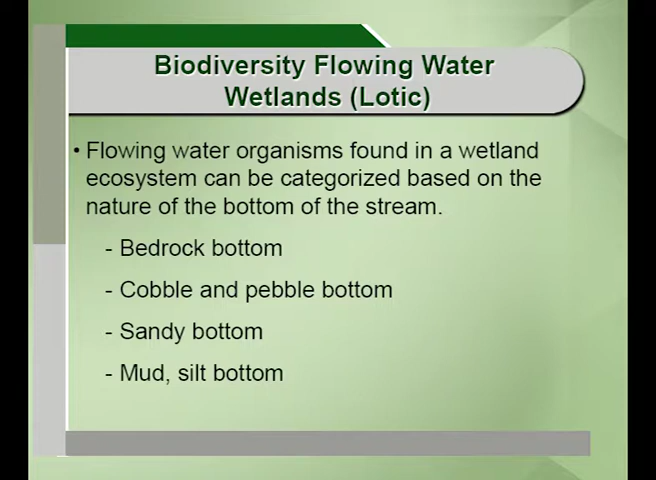 Biodiversity Flowing Water
Wetlands (Lotic)
• Flowing water organisms found in a wetland
ecosystem can be categorized based on the
nature of the bottom of the stream.
- Bedrock bottom
- Cobble and pebble bottom
- Sandy bottom
- Mud, silt bottom